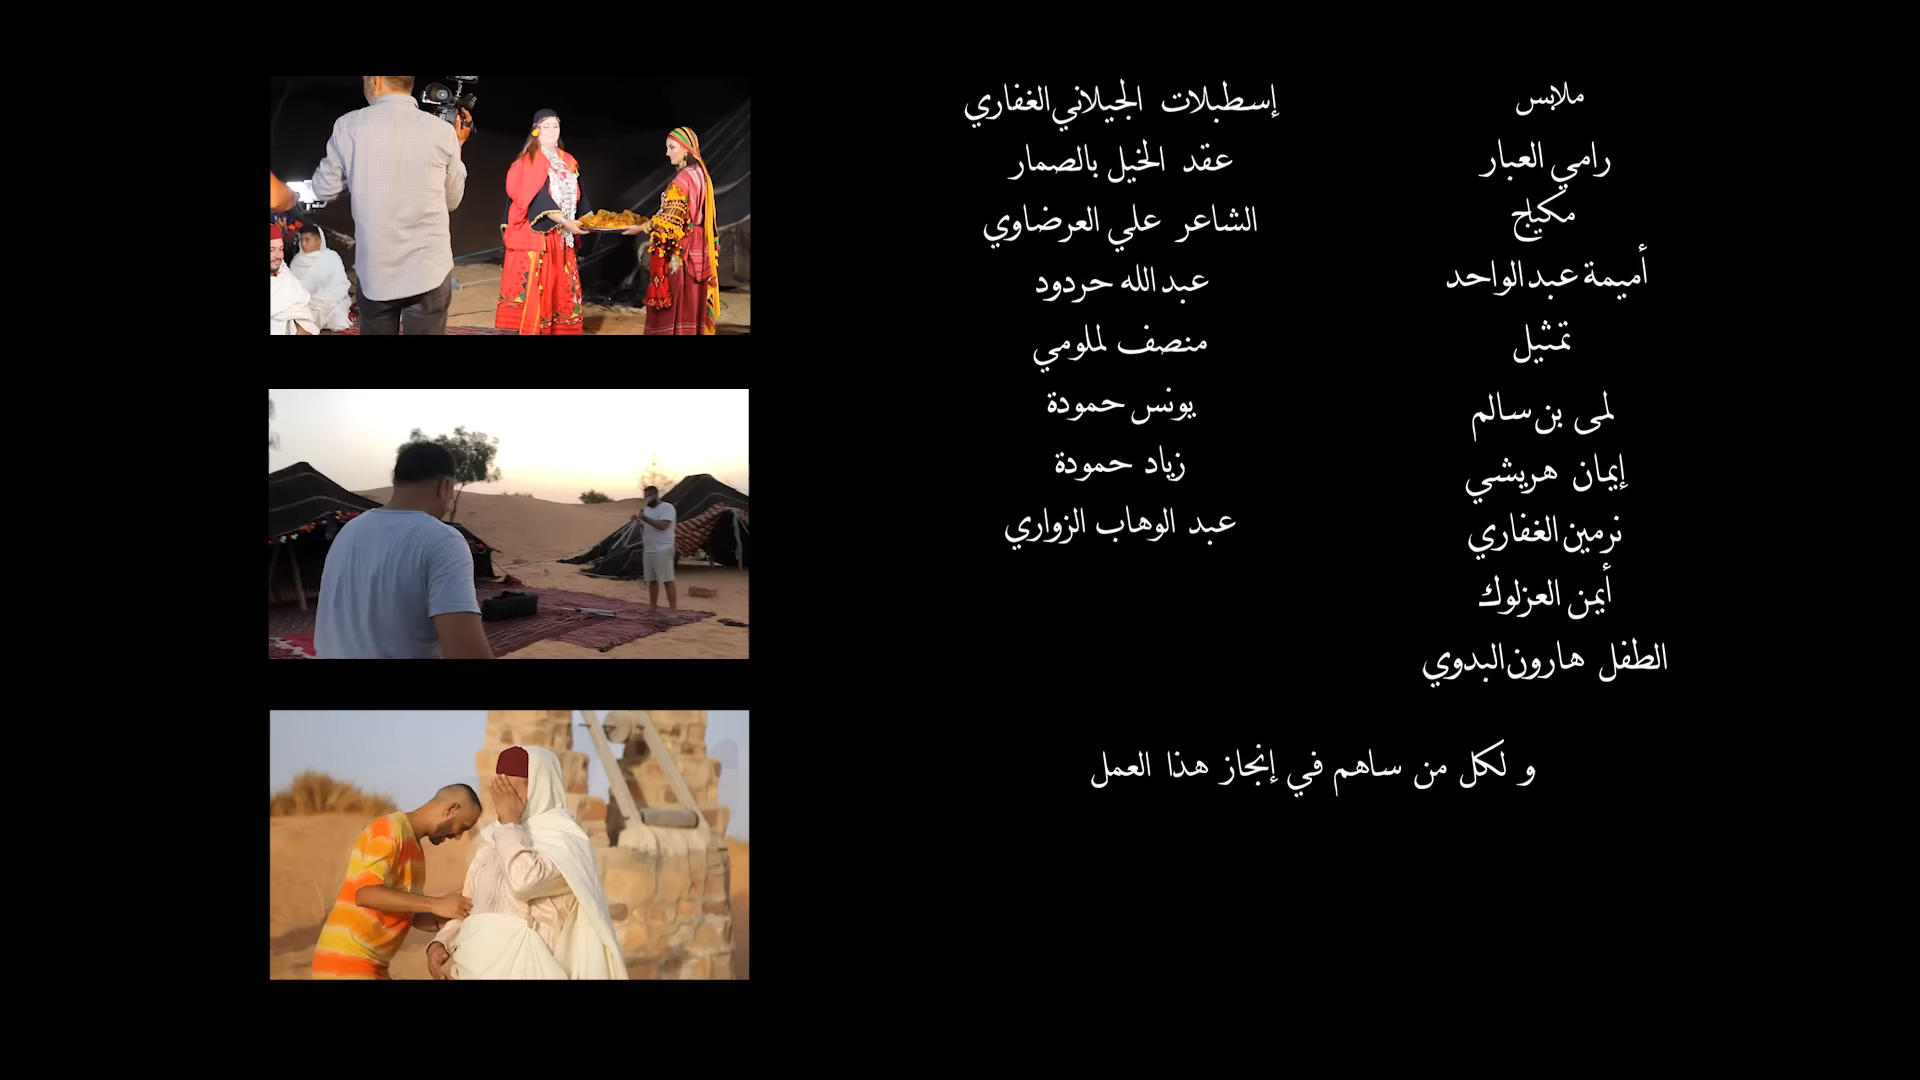 ملابس
رامي العبار
مكياج
أميمة عبد الواحد
تمثيل
لمى بن سالم
إيمان هريشي
نرمين الغفاري
أيمن العزلوك
الطفل هارون البدوي
إسطبلات الجيلاني الغفاري
عقد الخيل بالصمار
الشاعر علي العرضاوي
عبد الله حردود
منصف لملومي
يونس حمودة
زياد حمودة
عبد الوهاب الزواري
و لكل من ساهم في إنجاز هذا العمل